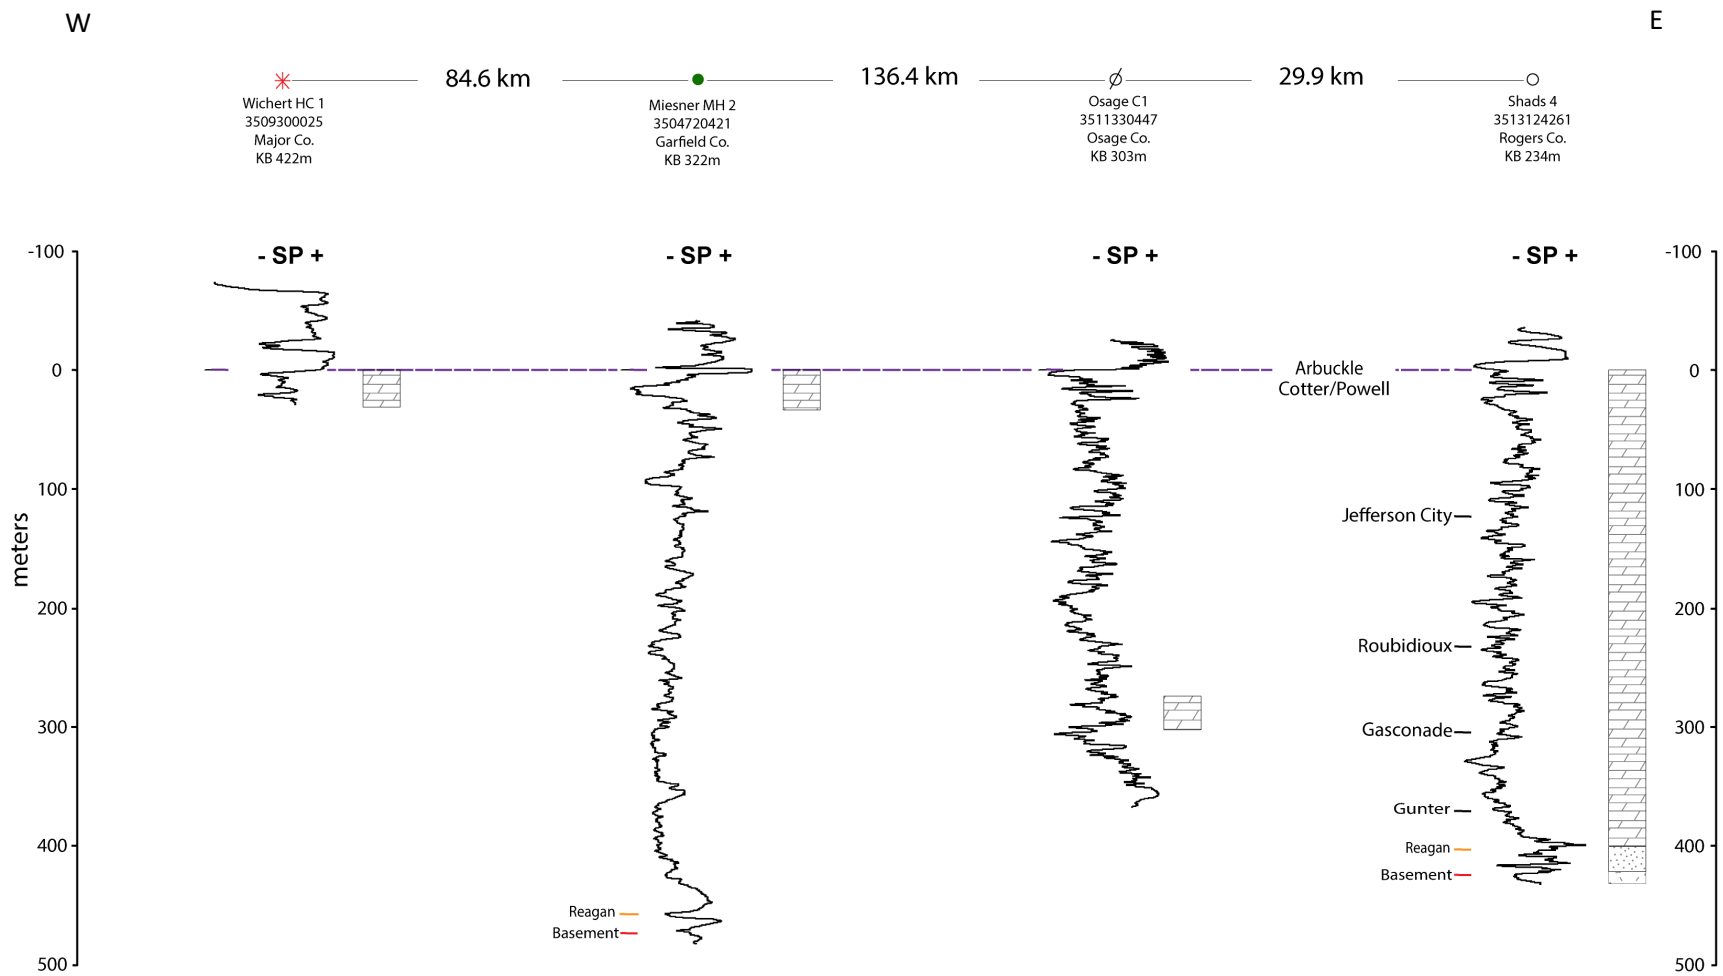 W
E
84.6 km
136.4 km
29.9 km
Wichert HC 1
3509300025
Major Co.
KB 422m
Miesner MH 2
3504720421
Garfield Co.
KB 322m
Osage C1
3511330447
Osage Co.
KB 303m
Shads 4
3513124261
Rogers Co.
KB 234m
- SP +
- SP +
- SP +
- SP +
meters
-100
0
100
200
300
400
500
Arbuckle
Cotter/Powell
Jefferson City
Roubidioux
Gasconade
Gunter
Reagan
Basement
Reagan
Basement
-100
0
100
200
300
400
500